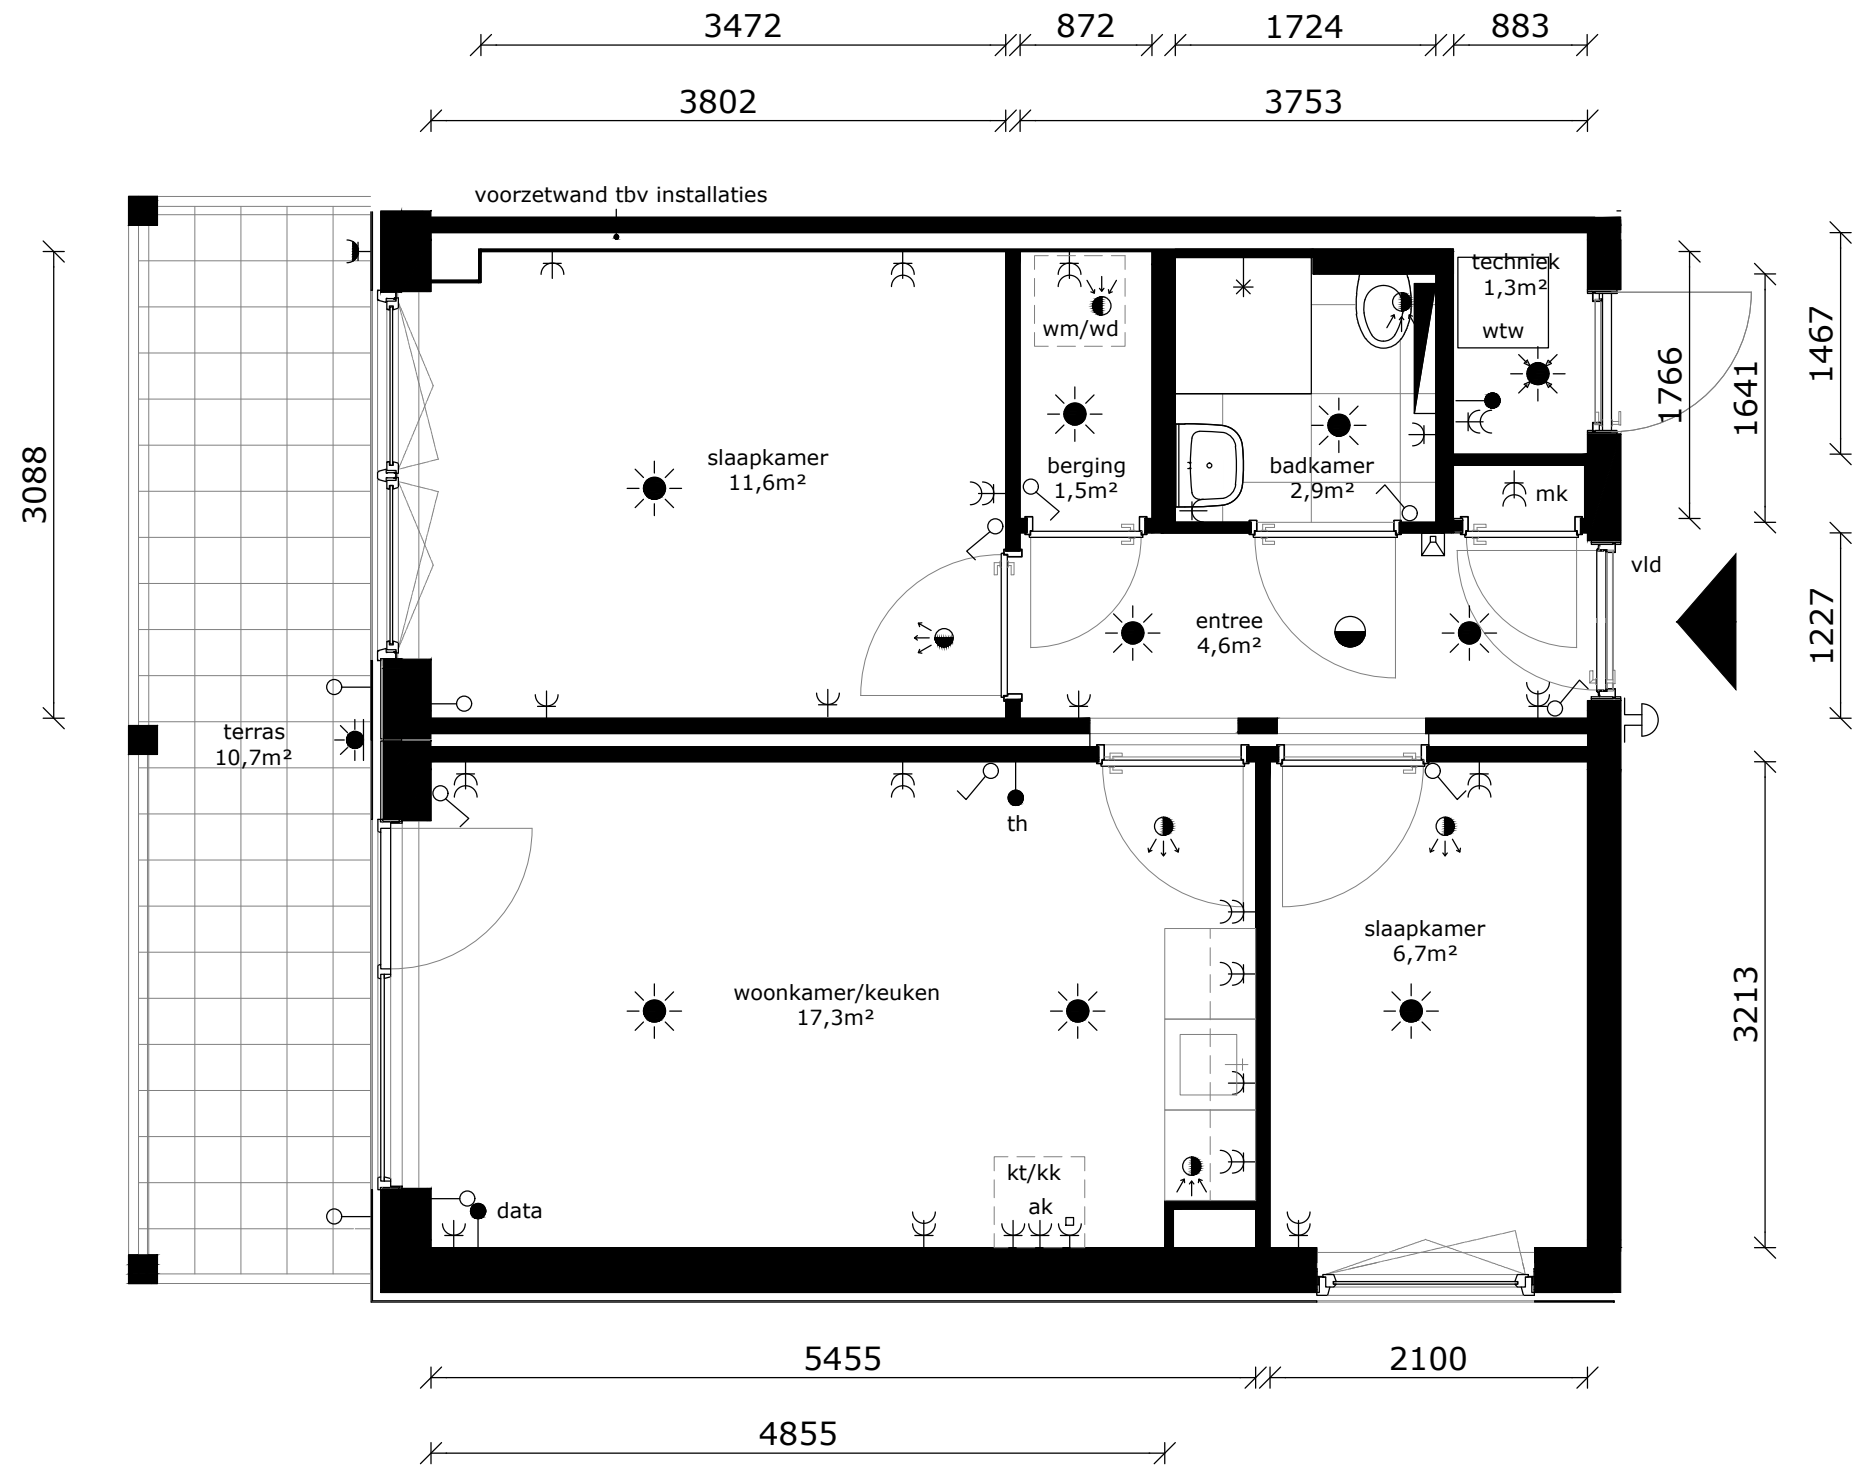 3472
872
1724
883
3802
3753
voorzetwand tbv installaties
techniek
1,3m²
wtw
wm/wd
1467
1766
1641
3088
slaapkamer
11,6m²
berging
1,5m²
badkamer
2,9m²
mk
vld
entree
4,6m²
1227
terras
10,7m²
th
slaapkamer
6,7m²
woonkamer/keuken
17,3m²
3213
kt/kk
ak
data
5455
2100
4855